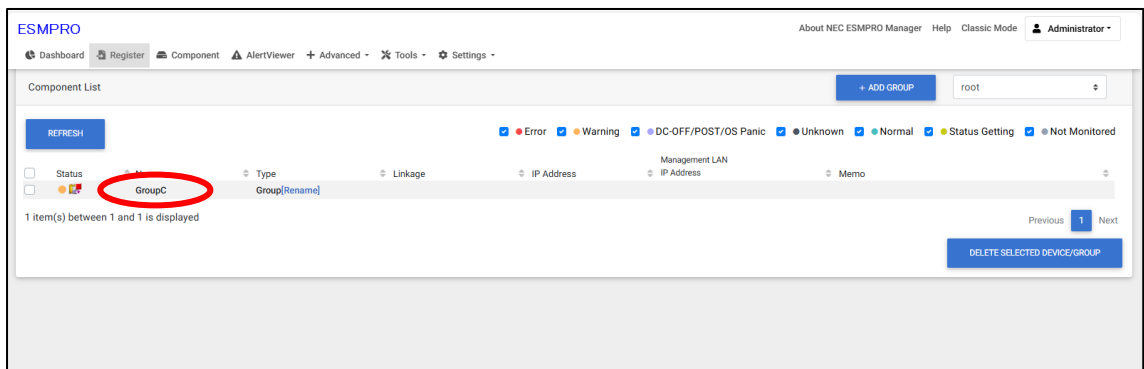 ESMPRO
About NEC ESMPRO Manager Help Classic Mode Administrator
Dashboard Register Component AlertViewer Advanced Tools Settings
Component List
+ ADD GROUP
root
REFRESH
Error Warning DC-OFF/POST/OS Panic Unknown Normal Status Getting Not Monitored
Status Type Linkage IP Address Management LAN IP Address Memo
GroupC Group[Rename]
1 item(s) between 1 and 1 is displayed
Previous 1 Next
DELETE SELECTED DEVICE/GROUP